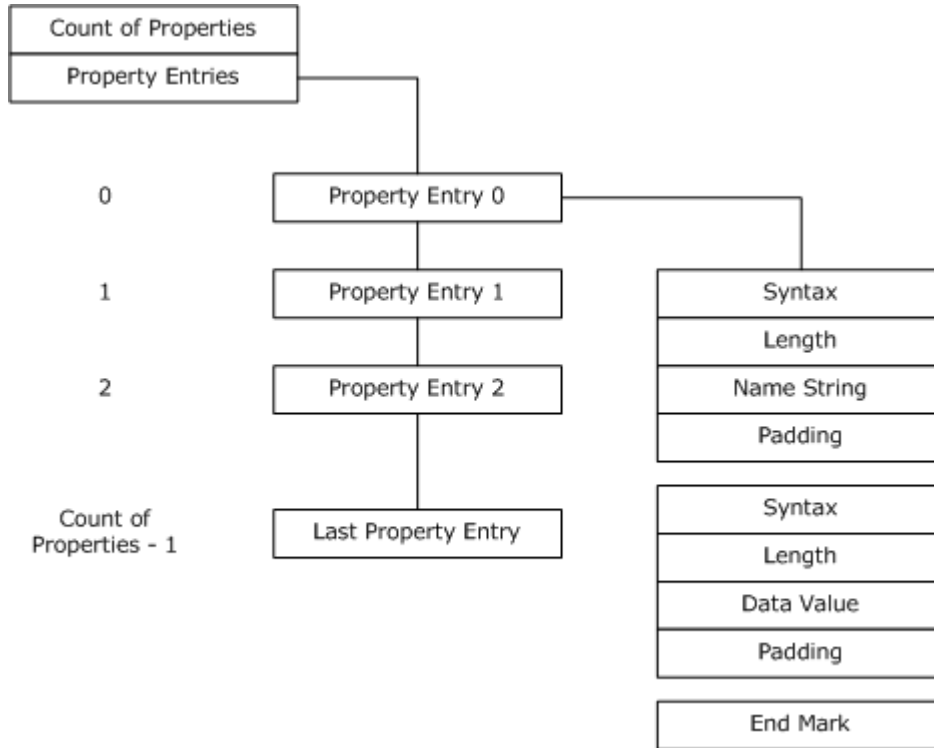 Count of Properties
Property Entries
0
Property Entry 0
1
Property Entry 1
Syntax
Length
2
Property Entry 2
Name String
Padding
Count of
Properties - 1
Last Property Entry
Syntax
Length
Data Value
Padding
End Mark